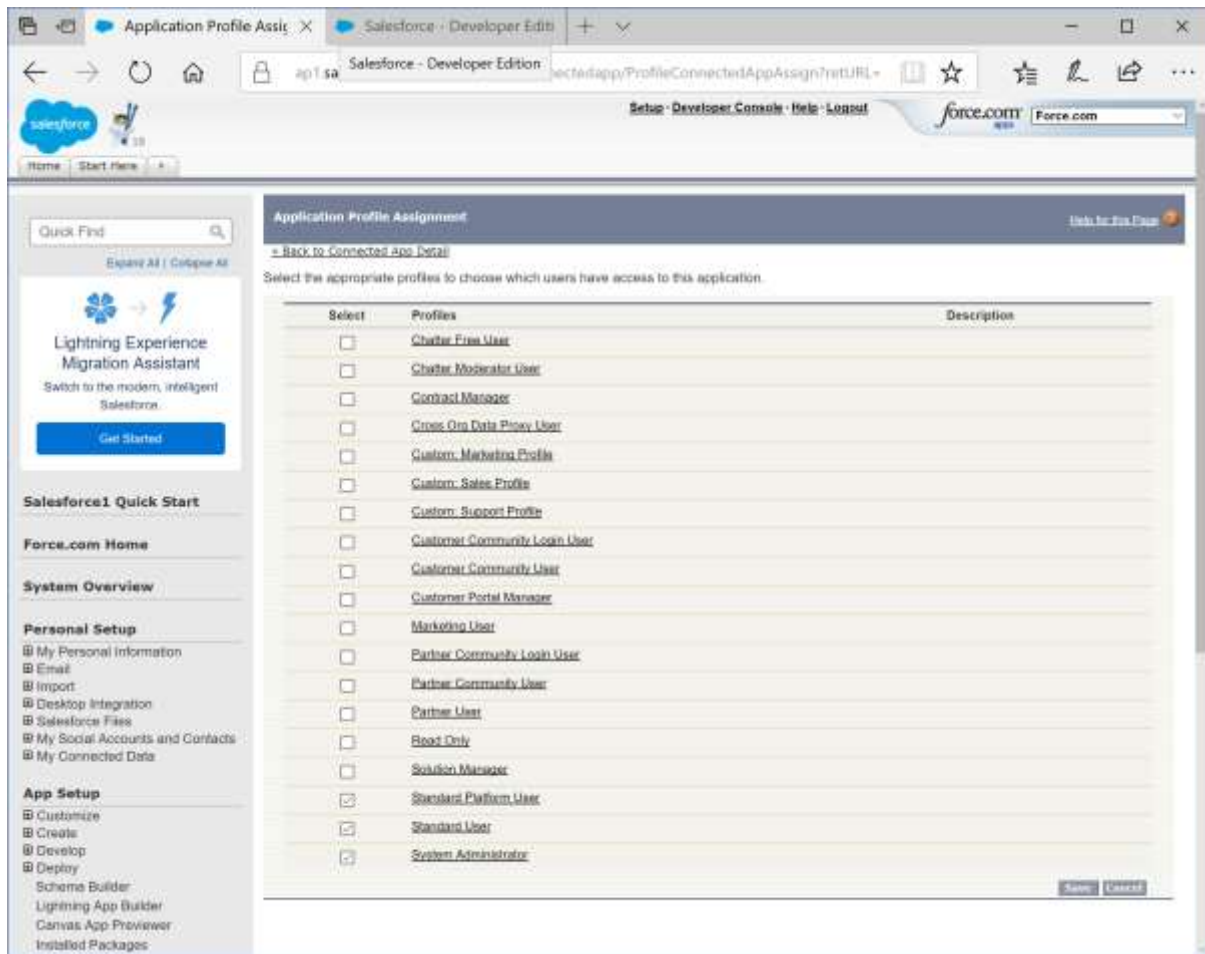 Application Profile Assig
Salesforce - Developer Editi
Salesforce - Developer Edition
ap1.sa
ectedapp/ProfileConnectedAppAssign?retURL=
salesforce
18
Setup · Developer Console · Help · Logout
force.com
apps
Force.com
Home
Start Here
+
Quick Find
Expand All | Collapse All
Lightning Experience
Migration Assistant
Switch to the modern, intelligent
Salesforce.
Get Started
Salesforce1 Quick Start
Force.com Home
System Overview
Personal Setup
My Personal Information
Email
Import
Desktop Integration
Salesforce Files
My Social Accounts and Contacts
My Connected Data
App Setup
Customize
Create
Develop
Deploy
Schema Builder
Lightning App Builder
Canvas App Previewer
Installed Packages
Application Profile Assignment
Help for this Page
« Back to Connected App Detail
Select the appropriate profiles to choose which users have access to this application.
Select Profiles Description
Chatter Free User
Chatter Moderator User
Contract Manager
Cross Org Data Proxy User
Custom: Marketing Profile
Custom: Sales Profile
Custom: Support Profile
Customer Community Login User
Customer Community User
Customer Portal Manager
Marketing User
Partner Community Login User
Partner Community User
Partner User
Read Only
Solution Manager
Standard Platform User
Standard User
System Administrator
Save Cancel